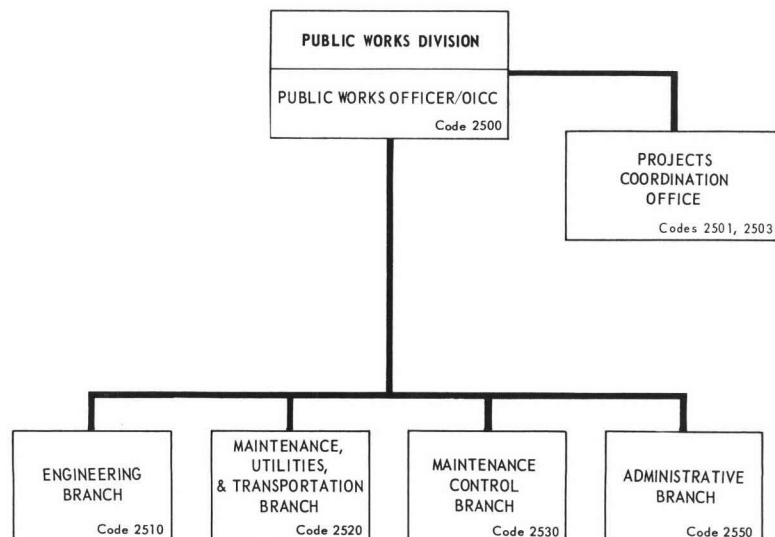 PUBLIC WORKS DIVISION
PUBLIC WORKS OFFICER/OICC
Code 2500
PROJECTS
COORDINATION
OFFICE
Codes 2501, 2503
ENGINEERING
BRANCH
Code 2510
MAINTENANCE,
UTILITIES,
& TRANSPORTATION
BRANCH
Code 2520
MAINTENANCE
CONTROL
BRANCH
Code 2530
ADMINISTRATIVE
BRANCH
Code 2550